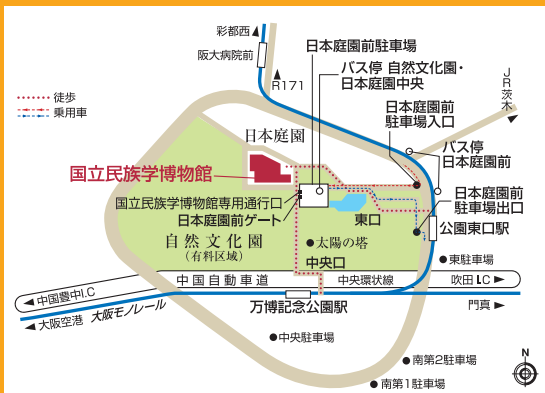 彩都西
阪大病院前
R171
日本庭園前駐車場
バス停 自然文化園・
日本庭園中央
JR茨木
徒歩
乗用車
日本庭園前
駐車場入口
日本庭園
バス停
日本庭園前
国立民族学博物館
国立民族学博物館専用通行口
日本庭園前ゲート
日本庭園前
駐車場出口
東口
公園東口駅
自然文化園
(有料区域)
太陽の塔
中央口
東駐車場
中国自動車道
中央環状線
吹田I.C
中国豊中I.C
万博記念公園駅
門真
大阪空港
大阪モノレール
中央駐車場
南第2駐車場
南第1駐車場
N